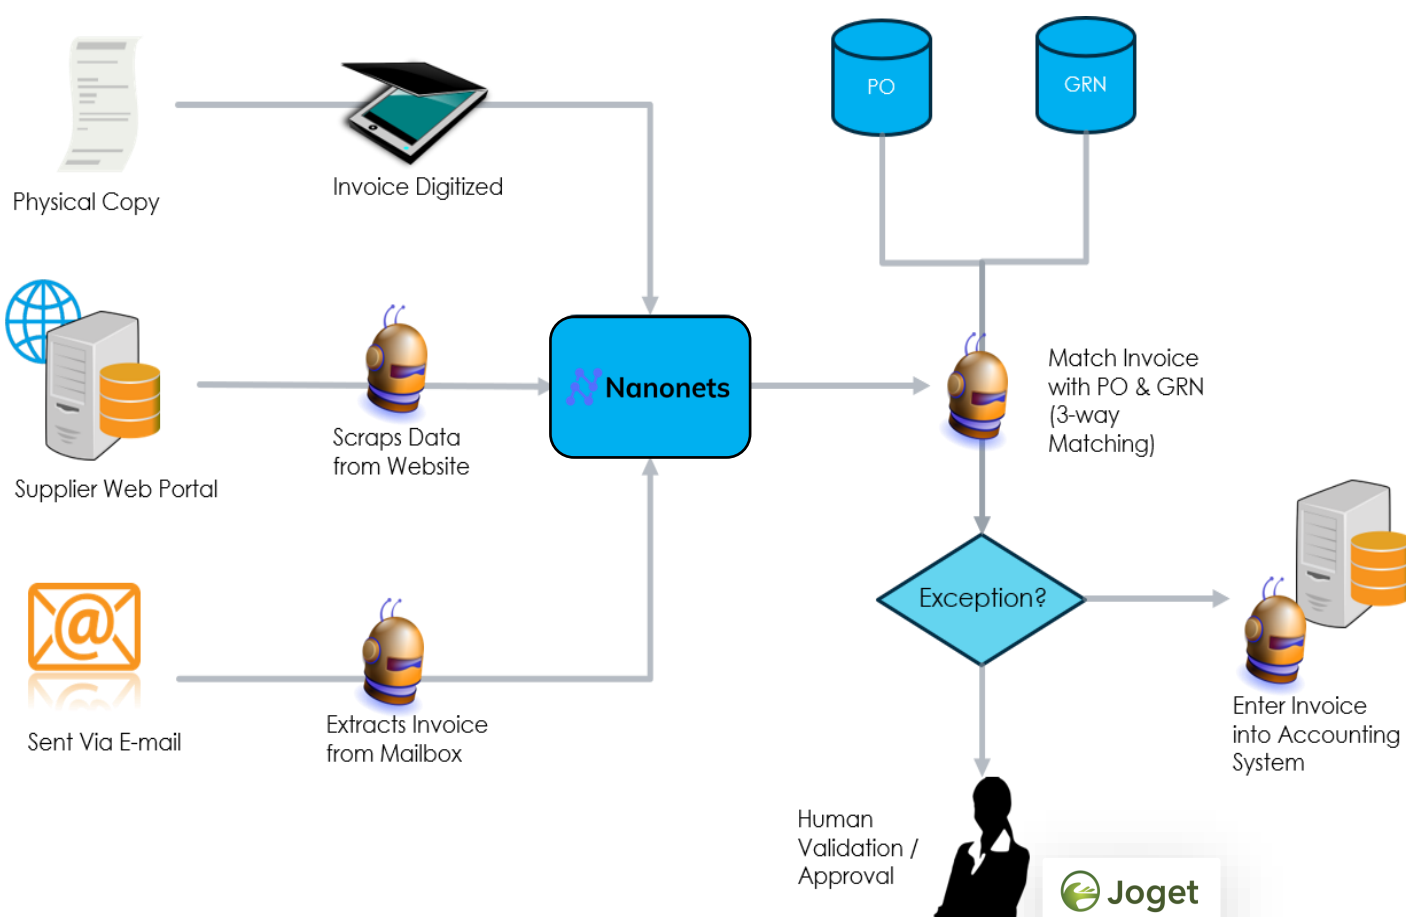 PO
GRN
Physical Copy
Invoice Digitized
Supplier Web Portal
Scraps Data
from Website
Nanonets
Match Invoice
with PO & GRN
(3-way
Matching)
Sent Via E-mail
@
Extracts Invoice
from Mailbox
Exception?
Enter Invoice
into Accounting
System
Human
Validation /
Approval
Joget